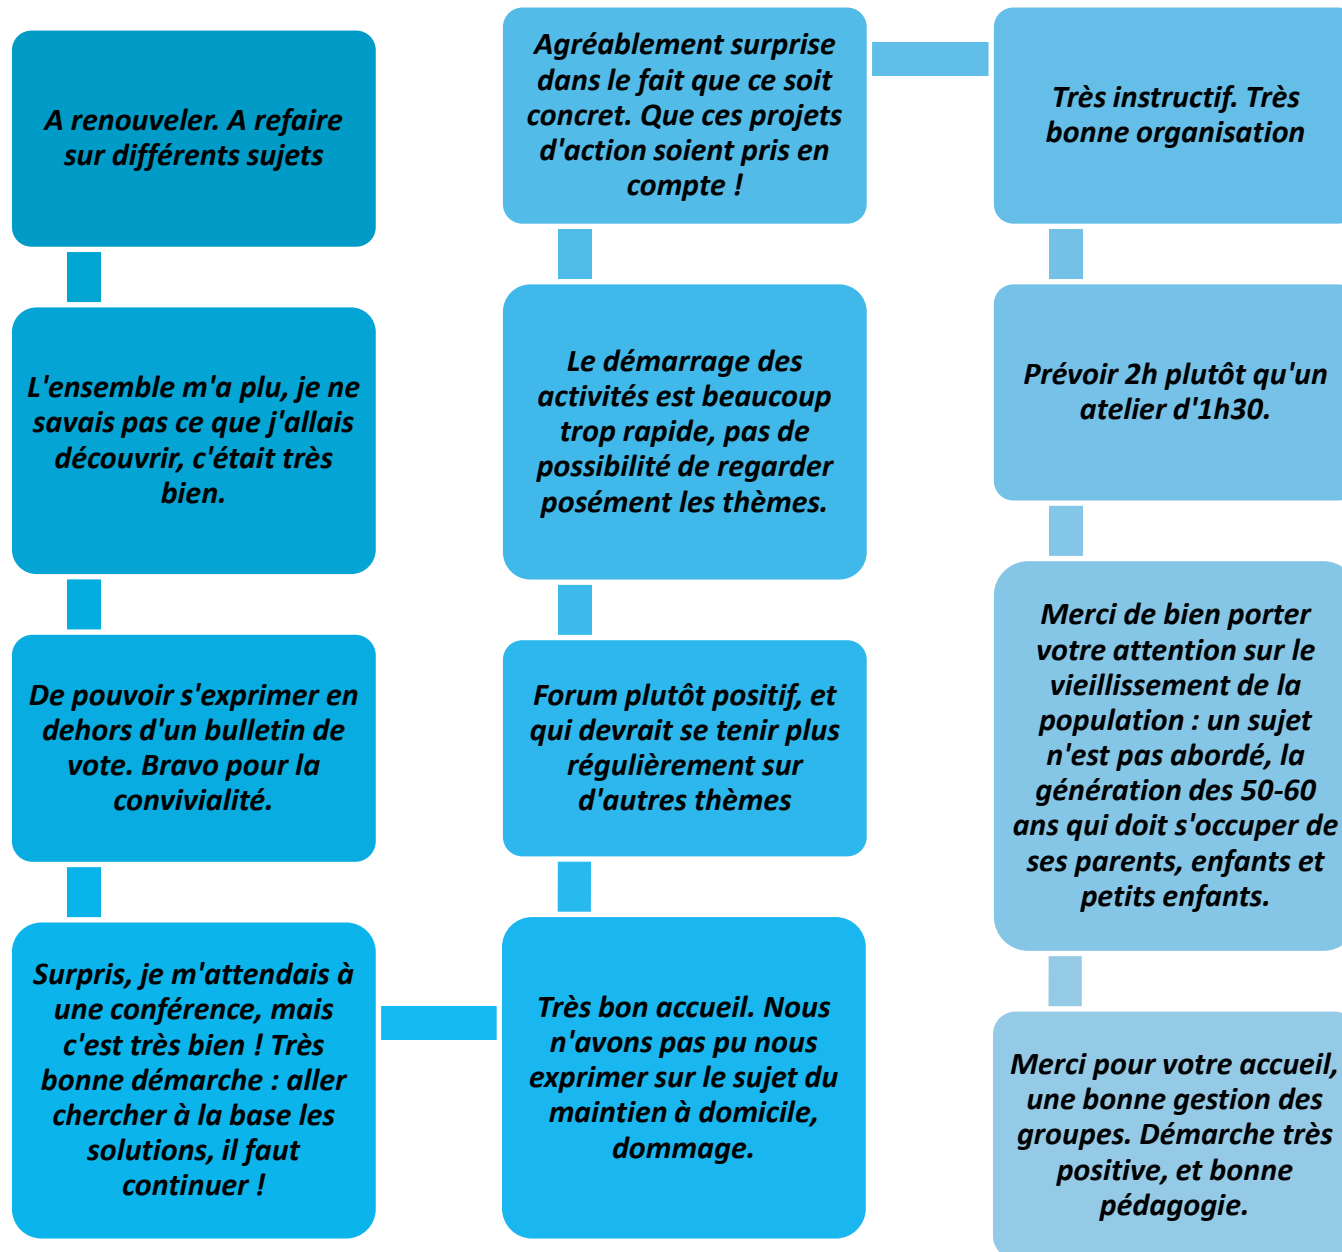 A renouveler. A refaire
sur différents sujets
L'ensemble m'a plu, je ne
savais pas ce que j'allais
découvrir, c'était très
bien.
De pouvoir s'exprimer en
dehors d'un bulletin de
vote. Bravo pour la
convivialité.
Surpris, je m'attendais à
une conférence, mais
c'est très bien ! Très
bonne démarche : aller
chercher à la base les
solutions, il faut
continuer !
Très bon accueil. Nous
n'avons pas pu nous
exprimer sur le sujet du
maintien à domicile,
dommage.
Forum plutôt positif, et
qui devrait se tenir plus
régulièrement sur
d'autres thèmes
Le démarrage des
activités est beaucoup
trop rapide, pas de
possibilité de regarder
posément les thèmes.
Agréablement surprise
dans le fait que ce soit
concret. Que ces projets
d'action soient pris en
compte !
Très instructif. Très
bonne organisation
Prévoir 2h plutôt qu'un
atelier d'1h30.
Merci de bien porter
votre attention sur le
vieillissement de la
population : un sujet
n'est pas abordé, la
génération des 50-60
ans qui doit s'occuper de
ses parents, enfants et
petits enfants.
Merci pour votre accueil,
une bonne gestion des
groupes. Démarche très
positive, et bonne
pédagogie.